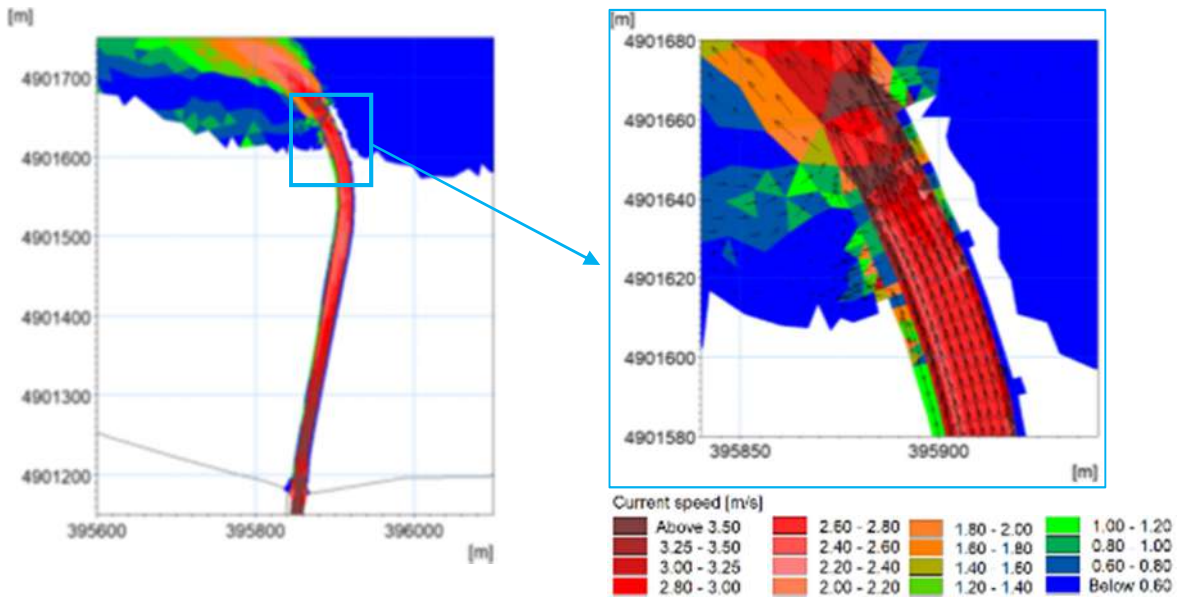 [m]
4901700
4901600
4901500
4901400
4901300
4901200
395600
395800
396000
[m]
[m]
4901680
4901660
4901640
4901620
4901600
4901580
395850
395900
[m]
Current speed [m/s]
Above 3.50
3.25 - 3.50
3.00 - 3.25
2.80 - 3.00
2.60 - 2.80
2.40 - 2.60
2.20 - 2.40
2.00 - 2.20
1.80 - 2.00
1.60 - 1.80
1.40 - 1.60
1.20 - 1.40
1.00 - 1.20
0.80 - 1.00
0.60 - 0.80
Below 0.60